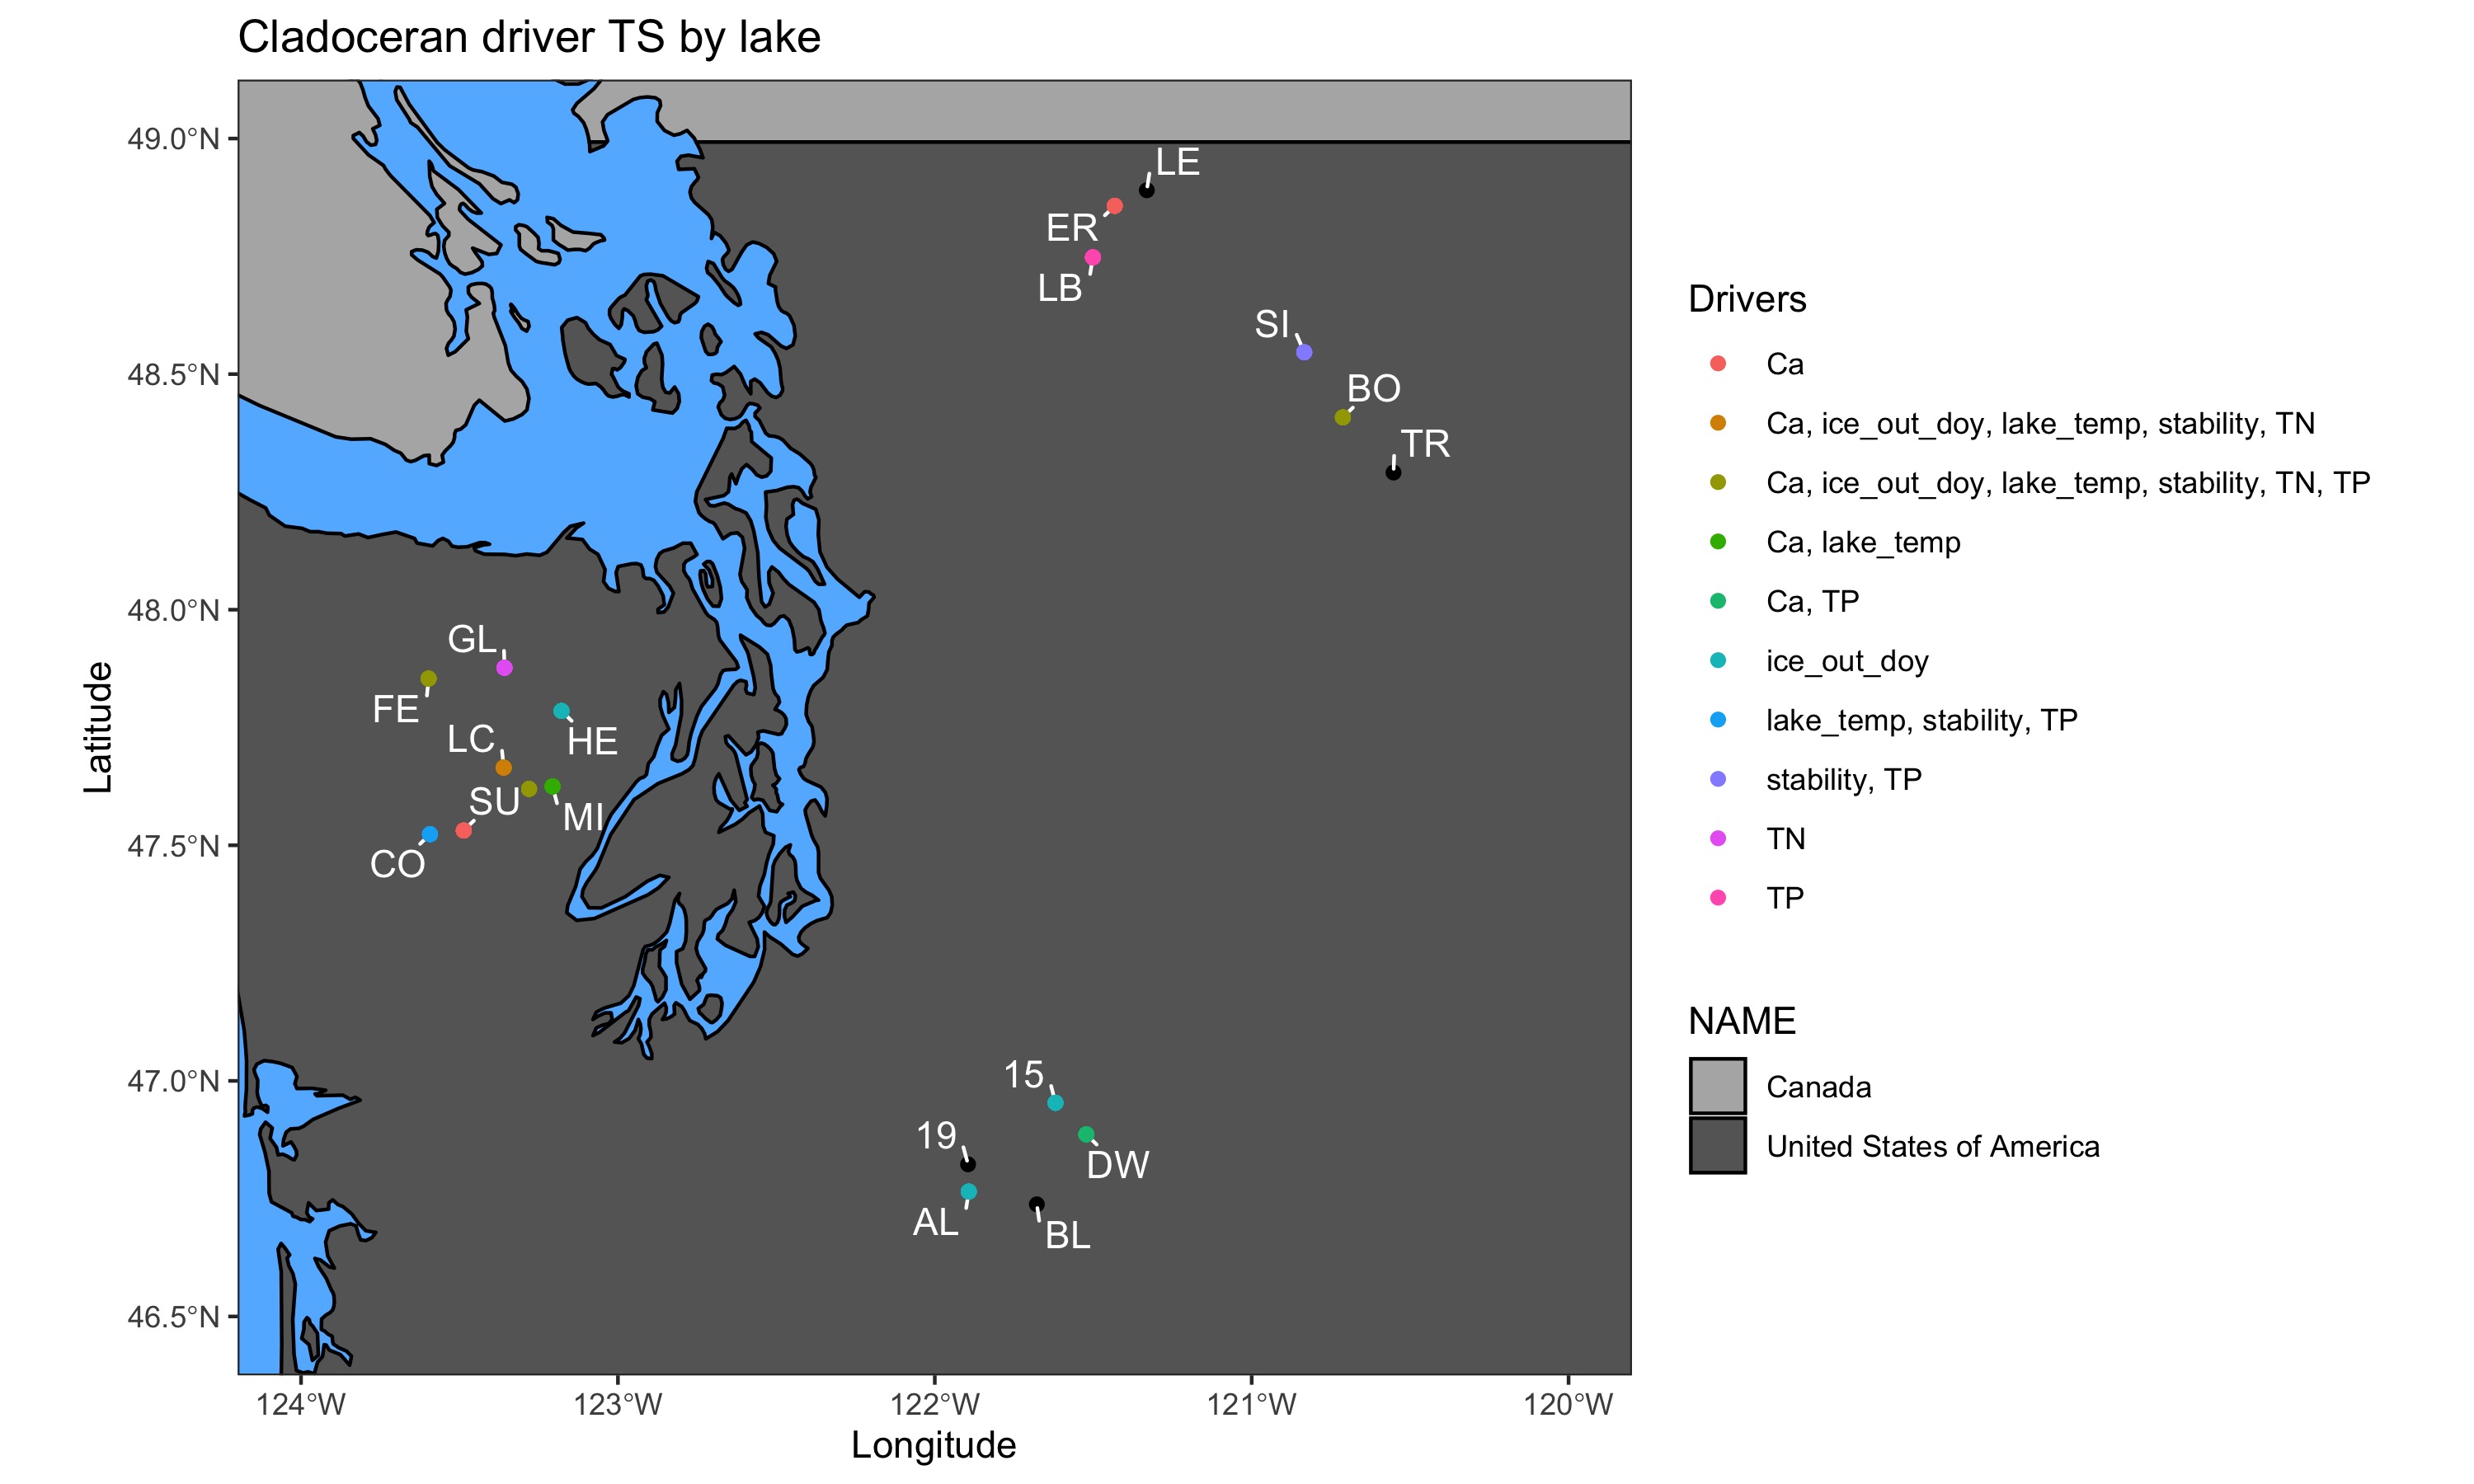 Cladoceran driver TS by lake
49.0°N
48.5°N
48.0°N
47.5°N
47.0°N
46.5°N
Latitude
LE
ER
LB
SI
BO
TR
GL
FE
HE
LC
SU
MI
CO
15
19
DW
AL
BL
124°W
123°W
122°W
121°W
120°W
Longitude
Drivers
Ca
Ca, ice_out_doy, lake_temp, stability, TN
Ca, ice_out_doy, lake_temp, stability, TN, TP
Ca, lake_temp
Ca, TP
ice_out_doy
lake_temp, stability, TP
stability, TP
TN
TP
NAME
Canada
United States of America